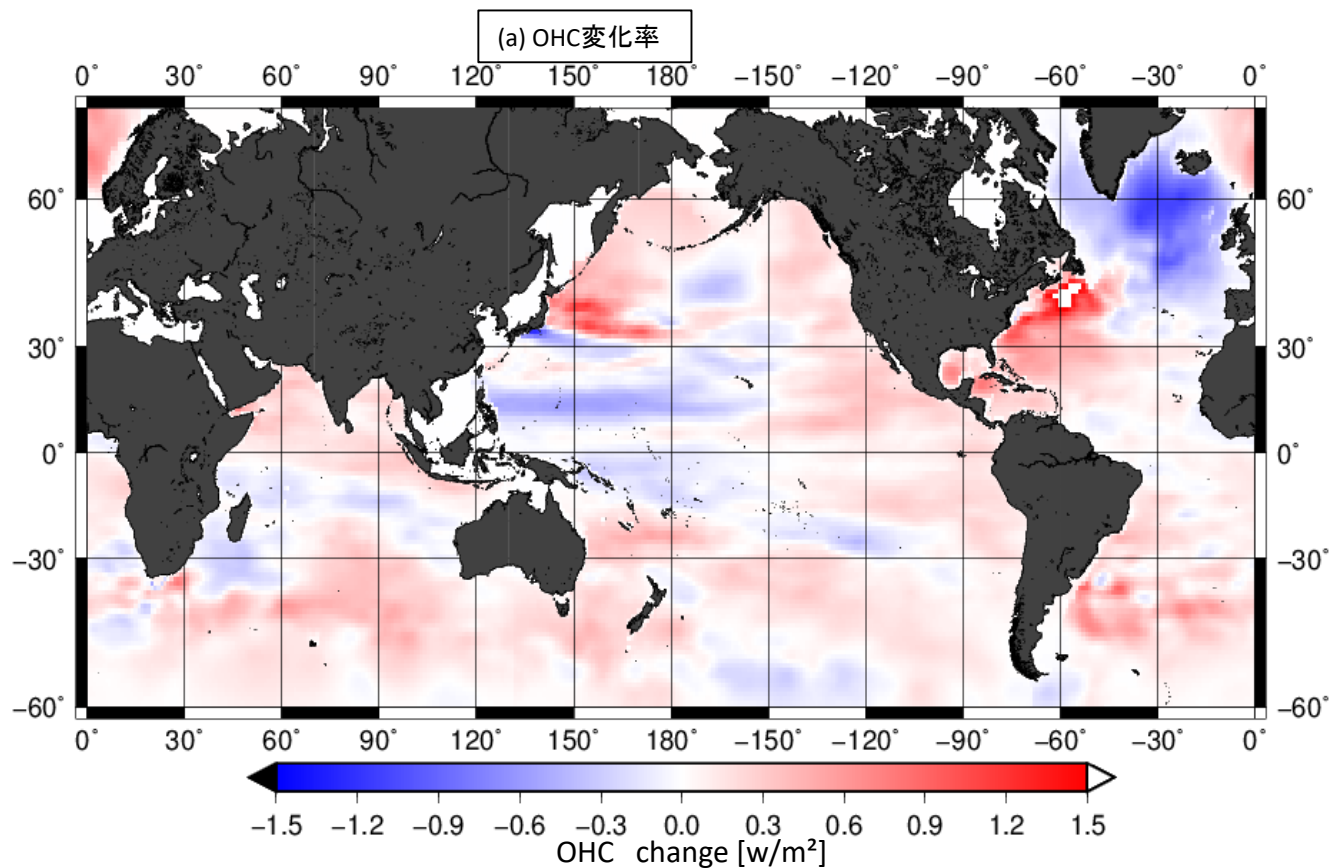 (a) OHC変化率
0° 30° 60° 90° 120° 150° 180° −150° −120° −90° −60° −30° 0°
60° 60°
30° 30°
0° 0°
−30° −30°
−60° −60°
0 30° 60° 90° 120° 150° 180° −150° −120° −90° −60° −30° 0°
−1.5 −1.2 −0.9 −0.6 −0.3 0.0 0.3 0.6 0.9 1.2 1.5
OHC change [w/m²]